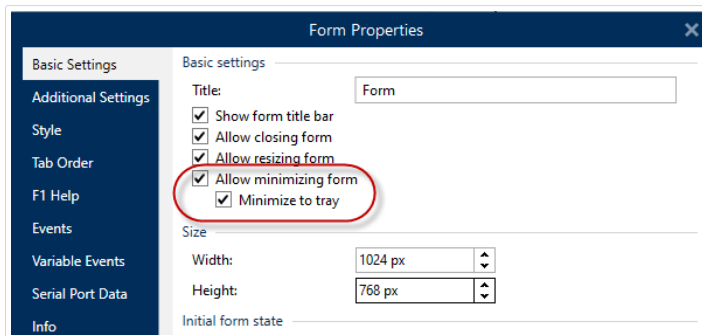 Form Properties
Basic Settings
Additional Settings
Style
Tab Order
F1 Help
Events
Variable Events
Serial Port Data
Info
Basic settings
Title: Form
Show form title bar
Allow closing form
Allow resizing form
Allow minimizing form
Minimize to tray
Size
Width: 1024 px
Height: 768 px
Initial form state